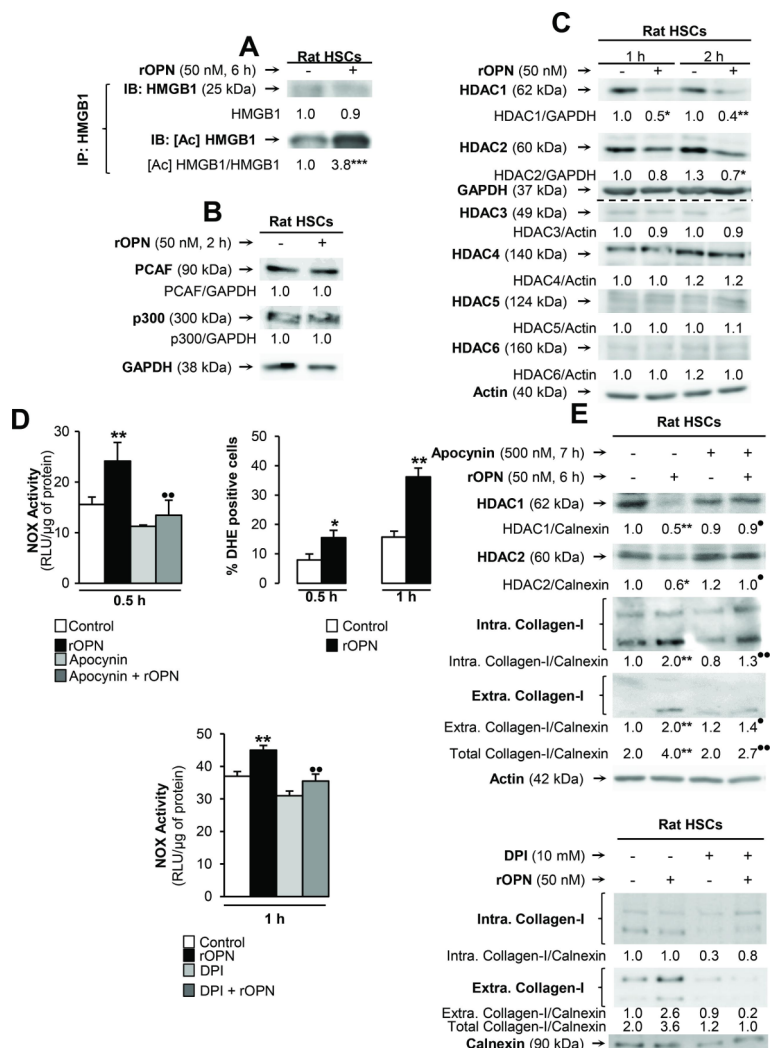 A
Rat HSCs
rOPN (50 nM, 6 h) → - +
IB: HMGB1 (25 kDa) →
HMGB1 1.0 0.9
IB: [Ac] HMGB1 →
[Ac] HMGB1/HMGB1 1.0 3.8***
IP: HMGB1
B
Rat HSCs
rOPN (50 nM, 2 h) → - +
PCAF (90 kDa) →
PCAF/GAPDH 1.0 1.0
p300 (300 kDa) →
p300/GAPDH 1.0 1.0
GAPDH (38 kDa) →
C
Rat HSCs
1 h 2 h
rOPN (50 nM) → - + - +
HDAC1 (62 kDa) →
HDAC1/GAPDH 1.0 0.5* 1.0 0.4**
HDAC2 (60 kDa) →
HDAC2/GAPDH 1.0 0.8 1.3 0.7*
GAPDH (37 kDa) →
HDAC3 (49 kDa) →
HDAC3/Actin 1.0 0.9 1.0 0.9
HDAC4 (140 kDa) →
HDAC4/Actin 1.0 1.0 1.2 1.2
HDAC5 (124 kDa) →
HDAC5/Actin 1.0 1.0 1.0 1.1
HDAC6 (160 kDa) →
HDAC6/Actin 1.0 1.0 1.2 1.0
Actin (40 kDa) →
D
NOX Activity
(RLU/µg of protein)
30
20
10
0
**
••
0.5 h
Control
rOPN
Apocynin
Apocynin + rOPN
% DHE positive cells
50
40
30
20
10
0
*
**
0.5 h 1 h
Control
rOPN
NOX Activity
(RLU/µg of protein)
50
40
30
20
10
0
**
••
1 h
Control
rOPN
DPI
DPI + rOPN
E
Rat HSCs
Apocynin (500 nM, 7 h) → - - + +
rOPN (50 nM, 6 h) → - + - +
HDAC1 (62 kDa) →
HDAC1/Calnexin 1.0 0.5** 0.9 0.9•
HDAC2 (60 kDa) →
HDAC2/Calnexin 1.0 0.6* 1.2 1.0•
Intra. Collagen-I
Intra. Collagen-I/Calnexin 1.0 2.0** 0.8 1.3••
Extra. Collagen-I
Extra. Collagen-I/Calnexin 1.0 2.0** 1.2 1.4•
Total Collagen-I/Calnexin 2.0 4.0** 2.0 2.7••
Actin (42 kDa) →
Rat HSCs
DPI (10 mM) → - - + +
rOPN (50 nM) → - + - +
Intra. Collagen-I
Intra. Collagen-I/Calnexin 1.0 1.0 0.3 0.8
Extra. Collagen-I
Extra. Collagen-I/Calnexin 1.0 2.6 0.9 0.2
Total Collagen-I/Calnexin 2.0 3.6 1.2 1.0
Calnexin (90 kDa) →